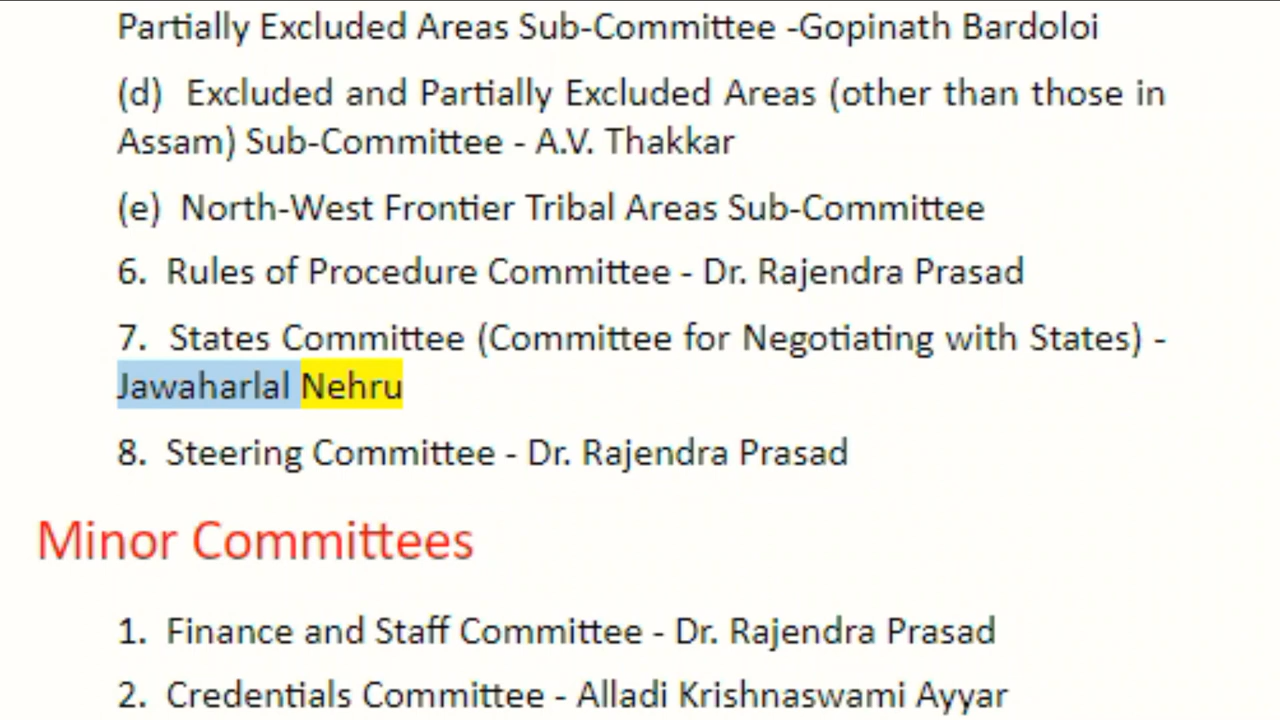 Partially Excluded Areas Sub-Committee -Gopinath Bardoloi
(d) Excluded and Partially Excluded Areas (other than those in
Assam) Sub-Committee - A.V. Thakkar
(e) North-West Frontier Tribal Areas Sub-Committee
6. Rules of Procedure Committee - Dr. Rajendra Prasad
7. States Committee (Committee for Negotiating with States) -
Jawaharlal Nehru
8. Steering Committee - Dr. Rajendra Prasad
Minor Committees
1. Finance and Staff Committee - Dr. Rajendra Prasad
2. Credentials Committee - Alladi Krishnaswami Ayyar